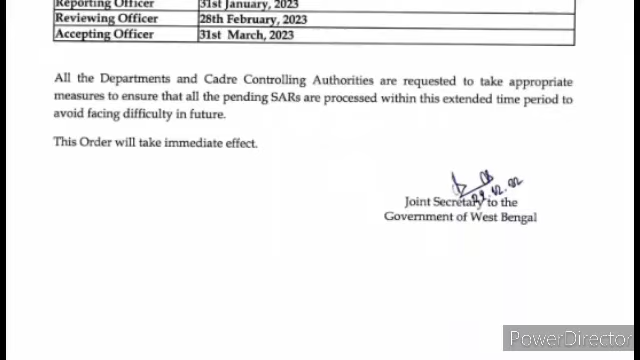 Reporting Officer 31st January, 2023
Reviewing Officer 28th February, 2023
Accepting Officer 31st March, 2023
All the Departments and Cadre Controlling Authorities are requested to take appropriate
measures to ensure that all the pending SARs are processed within this extended time period to
avoid facing difficulty in future.
This Order will take immediate effect.
Joint Secretary to the
Government of West Bengal
PowerDirector